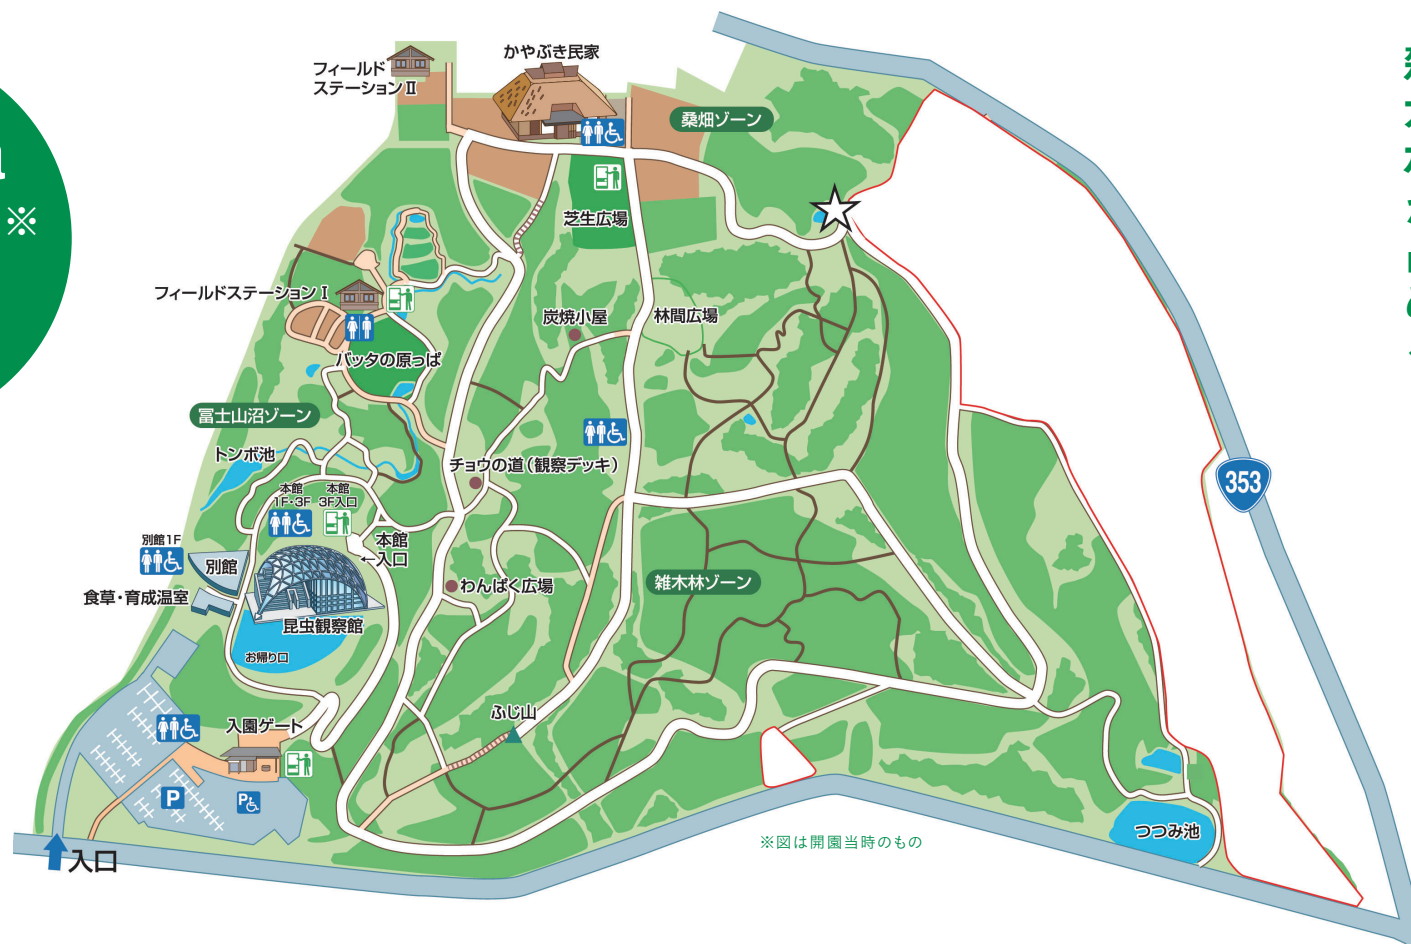 かやぶき民家
フィールド
ステーションⅡ
桑畑ゾーン
※
芝生広場
フィールドステーションⅠ
炭焼小屋
林間広場
バッタの原っぱ
冨士山沼ゾーン
トンボ池
チョウの道(観察デッキ)
353
本館
1F・3F
本館
3F入口
別館1F
別館
本館
←入口
食草・育成温室
わんぱく広場
雑木林ゾーン
昆虫観察館
お帰り口
ふじ山
入園ゲート
P
P
つつみ池
※図は開園当時のもの
入口